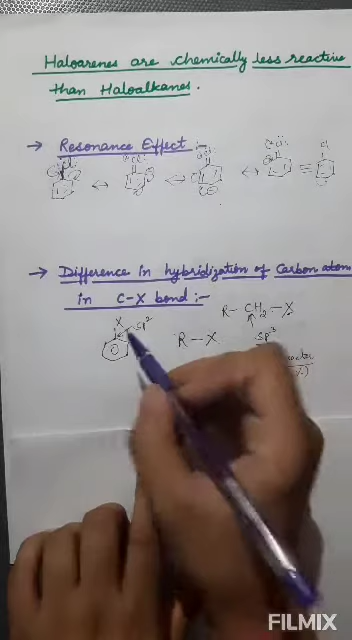 Haloarenes are chemically less reactive
than Haloalkanes.
→ Resonance Effect :-
↔ ↔ ↔ ≡
→ Difference in hybridization of Carbon atom
in C-X bond :-
R-CH2-X
X
sp2
R-X
sp3
FILMIX